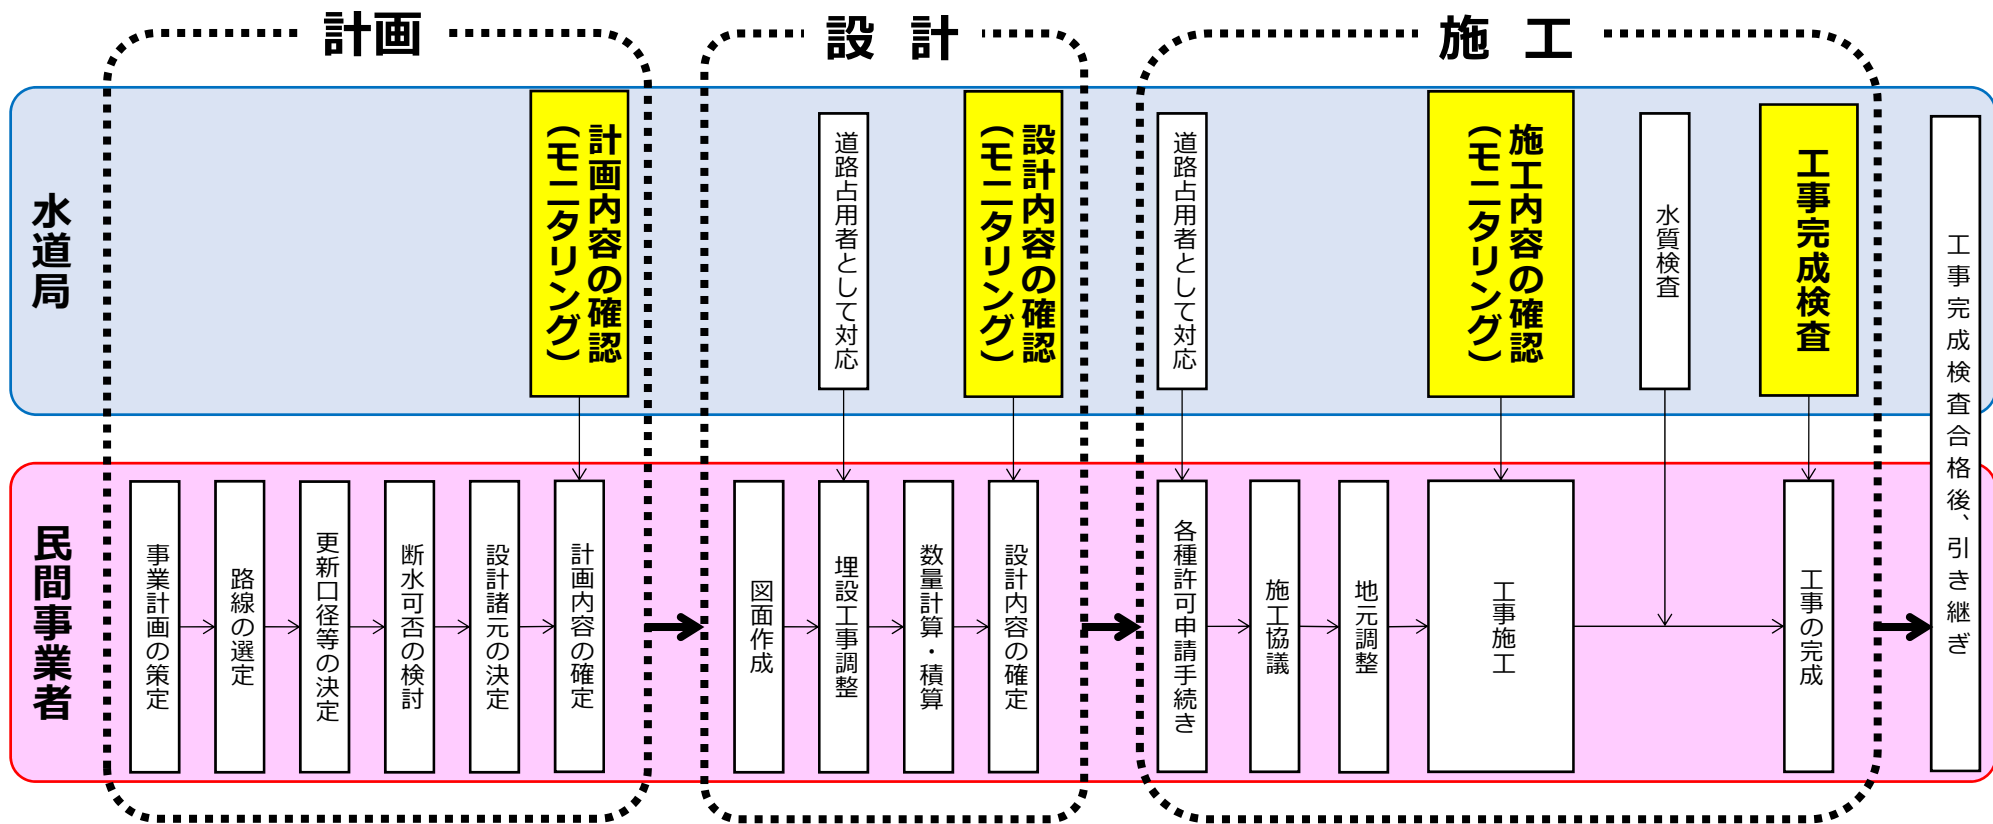 計画
設 計
施 工
水道局
計画内容の確認
（モニタリング）
道路占用者として対応
設計内容の確認
（モニタリング）
道路占用者として対応
施工内容の確認
（モニタリング）
水質検査
工事完成検査
工事完成検査合格後、引き継ぎ
民間事業者
事業計画の策定
路線の選定
更新口径等の決定
断水可否の検討
設計諸元の決定
計画内容の確定
図面作成
埋設工事調整
数量計算・積算
設計内容の確定
各種許可申請手続き
施工協議
地元調整
工事施工
工事の完成